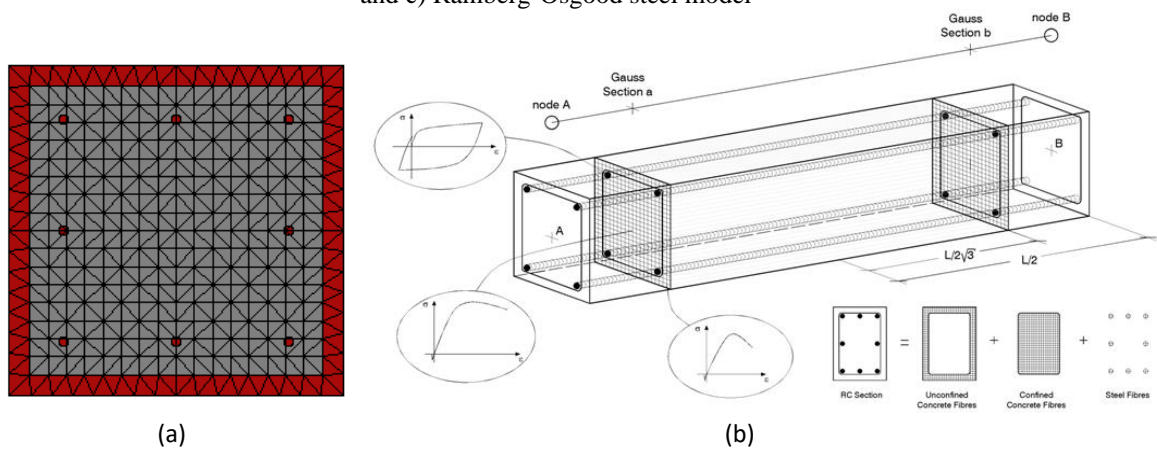 and e) Ramberg-Osgood steel model
Gauss
Section b
node B
Gauss
Section a
node A
σ
ε
B
A
L/2√3
L/2
σ
ε
σ
ε
=
+
+
RC Section
Unconfined
Concrete Fibres
Confined
Concrete Fibres
Steel Fibres
(a)
(b)